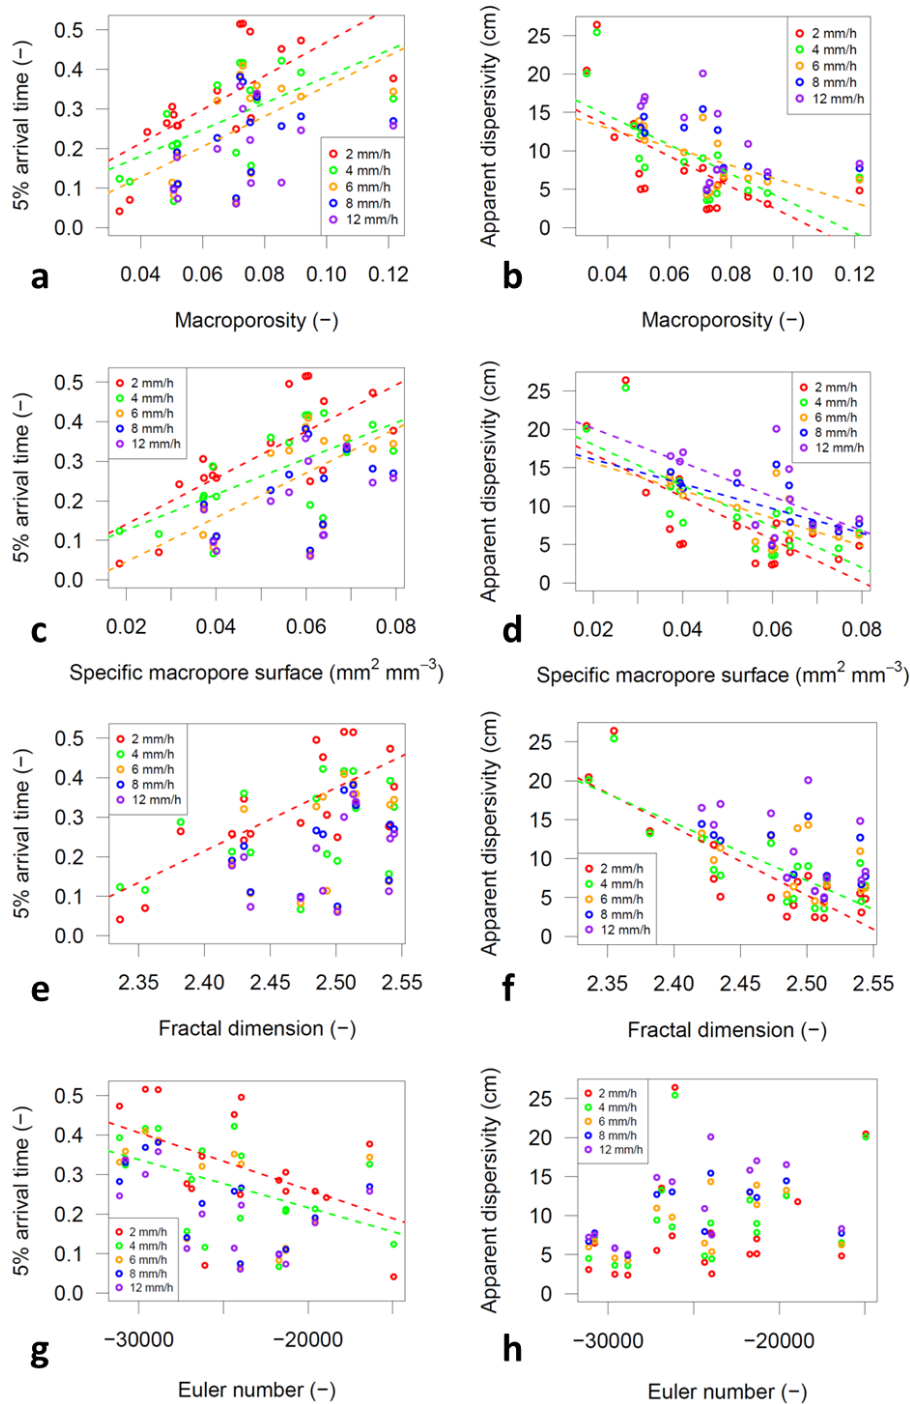 5% arrival time (−)
0.5
0.4
0.3
0.2
0.1
0.0
2 mm/h
4 mm/h
6 mm/h
8 mm/h
12 mm/h
0.04 0.06 0.08 0.10 0.12
a
Macroporosity (−)
Apparent dispersivity (cm)
25
20
15
10
5
0
2 mm/h
4 mm/h
6 mm/h
8 mm/h
12 mm/h
0.04 0.06 0.08 0.10 0.12
b
Macroporosity (−)
5% arrival time (−)
0.5
0.4
0.3
0.2
0.1
0.0
2 mm/h
4 mm/h
6 mm/h
8 mm/h
12 mm/h
0.02 0.04 0.06 0.08
c
Specific macropore surface (mm² mm⁻³)
Apparent dispersivity (cm)
25
20
15
10
5
0
2 mm/h
4 mm/h
6 mm/h
8 mm/h
12 mm/h
0.02 0.04 0.06 0.08
d
Specific macropore surface (mm² mm⁻³)
5% arrival time (−)
0.5
0.4
0.3
0.2
0.1
0.0
2 mm/h
4 mm/h
6 mm/h
8 mm/h
12 mm/h
2.35 2.40 2.45 2.50 2.55
e
Fractal dimension (−)
Apparent dispersivity (cm)
25
20
15
10
5
0
2 mm/h
4 mm/h
6 mm/h
8 mm/h
12 mm/h
2.35 2.40 2.45 2.50 2.55
f
Fractal dimension (−)
5% arrival time (−)
0.5
0.4
0.3
0.2
0.1
0.0
2 mm/h
4 mm/h
6 mm/h
8 mm/h
12 mm/h
−30000 −20000
g
Euler number (−)
Apparent dispersivity (cm)
25
20
15
10
5
0
2 mm/h
4 mm/h
6 mm/h
8 mm/h
12 mm/h
−30000 −20000
h
Euler number (−)